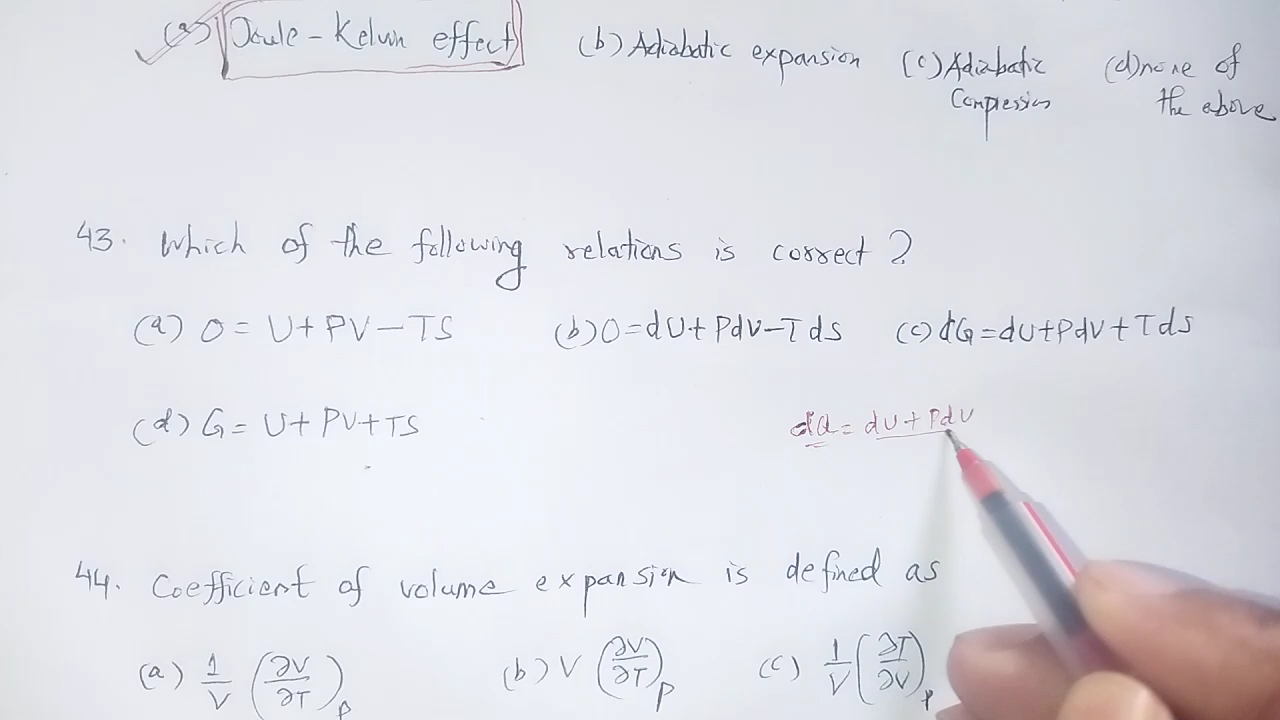 (a) Joule - Kelvin effect (b) Adiabatic expansion (c) Adiabatic (d) none of
Compression the above
43. Which of the following relations is correct ?
(a) 0 = U + PV - TS (b) 0 = dU + PdV - Tds (c) dG = dU + PdV + Tds
(d) G = U + PV + TS dQ = dU + PdV
44. Coefficient of volume expansion is defined as
(a) 1/V (∂V/∂T)p (b) V (∂V/∂T)p (c) 1/V (∂T/∂V)p